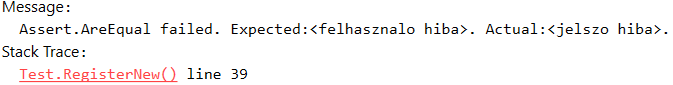 Message:
Assert.AreEqual failed. Expected:<felhasznalo hiba>. Actual:<jelszo hiba>.
Stack Trace:
Test.RegisterNew() line 39